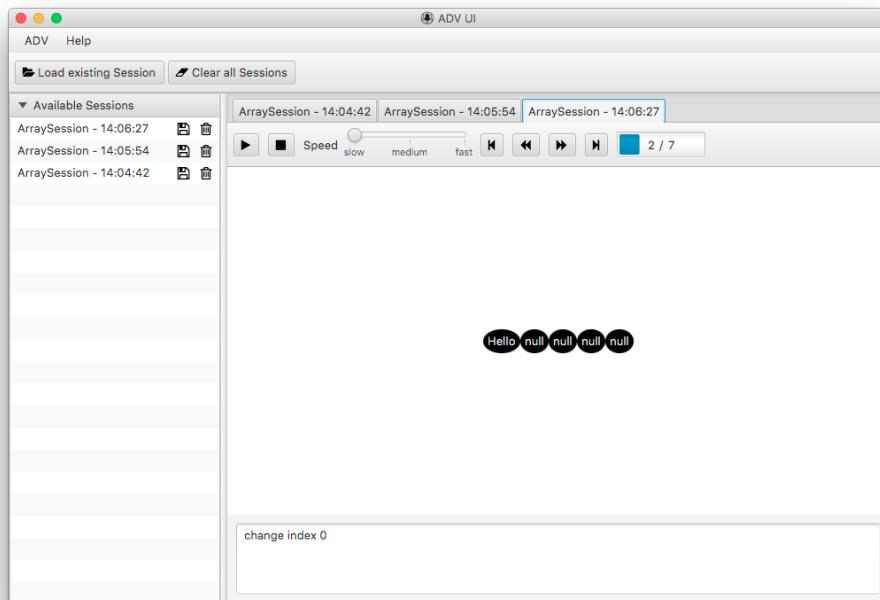 ADV UI
ADV Help
Load existing Session Clear all Sessions
Available Sessions
ArraySession - 14:06:27
ArraySession - 14:05:54
ArraySession - 14:04:42
ArraySession - 14:04:42 ArraySession - 14:05:54 ArraySession - 14:06:27
Speed slow medium fast 2 / 7
Hello null null null null
change index 0